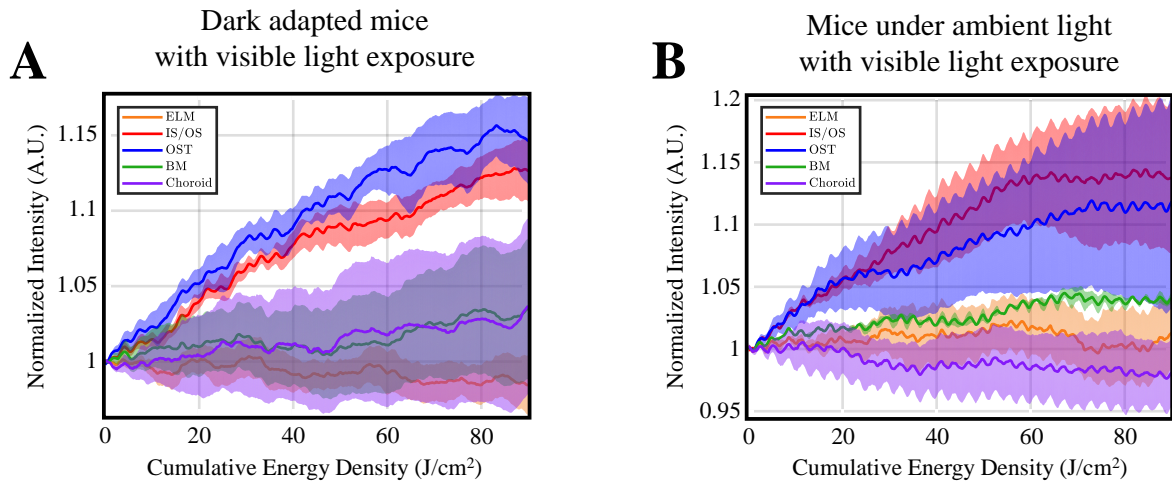 Dark adapted mice
with visible light exposure
A
Normalized Intensity (A.U.)
1.15
1.1
1.05
1
ELM
IS/OS
OST
BM
Choroid
0
20
40
60
80
Cumulative Energy Density (J/cm²)
Mice under ambient light
with visible light exposure
B
Normalized Intensity (A.U.)
1.2
1.15
1.1
1.05
1
0.95
ELM
IS/OS
OST
BM
Choroid
0
20
40
60
80
Cumulative Energy Density (J/cm²)